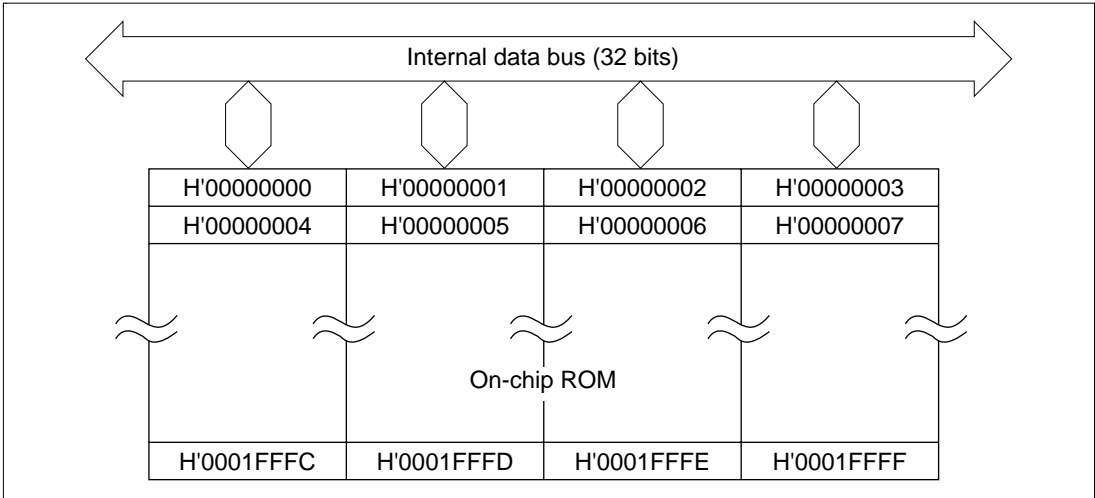 Internal data bus (32 bits)
H'00000000 H'00000001 H'00000002 H'00000003
H'00000004 H'00000005 H'00000006 H'00000007
On-chip ROM
H'0001FFFC H'0001FFFD H'0001FFFE H'0001FFFF